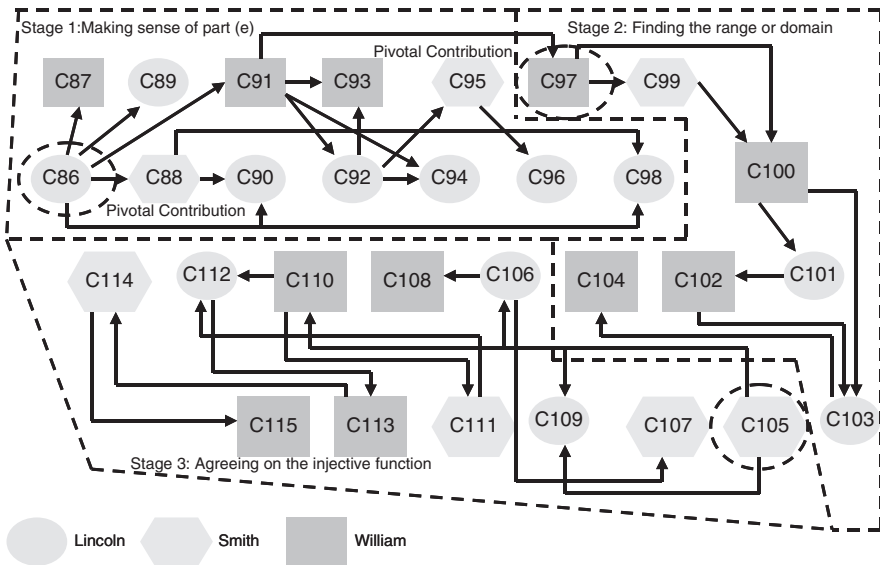 Stage 1:Making sense of part (e)
Stage 2: Finding the range or domain
Pivotal Contribution
C87
C89
C91
C93
C95
C97
C99
C86
C88
C90
C92
C94
C96
C98
C100
Pivotal Contribution
C114
C112
C110
C108
C106
C104
C102
C101
C115
C113
C111
C109
C107
C105
C103
Stage 3: Agreeing on the injective function
Lincoln
Smith
William